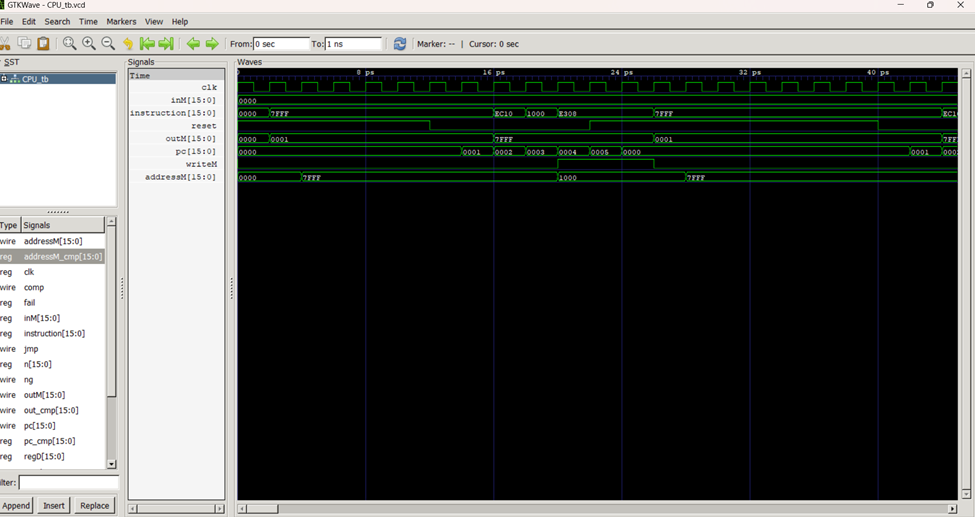 GTKWave - CPU_tb.vcd
File Edit Search Time Markers View Help
From: 0 sec To: 1 ns Marker: -- | Cursor: 0 sec
SST
CPU_tb
Type Signals
wire addressM[15:0]
reg addressM_cmp[15:0]
reg clk
wire comp
reg fail
reg inM[15:0]
reg instruction[15:0]
wire jmp
reg n[15:0]
wire ng
wire outM[15:0]
wire out_cmp[15:0]
wire pc[15:0]
reg pc_cmp[15:0]
reg regD[15:0]
ilter:
Append Insert Replace
Signals
Time
clk
inM[15:0]
instruction[15:0]
reset
outM[15:0]
pc[15:0]
writeM
addressM[15:0]
Waves
8 ps 16 ps 24 ps 32 ps 40 ps
0000
0000 7FFF EC10 1000 E308 7FFF EC1
0000 0001 7FFF 0001 7FF
0000 0001 0002 0003 0004 0005 0000 0001 000
0000 7FFF 1000 7FFF